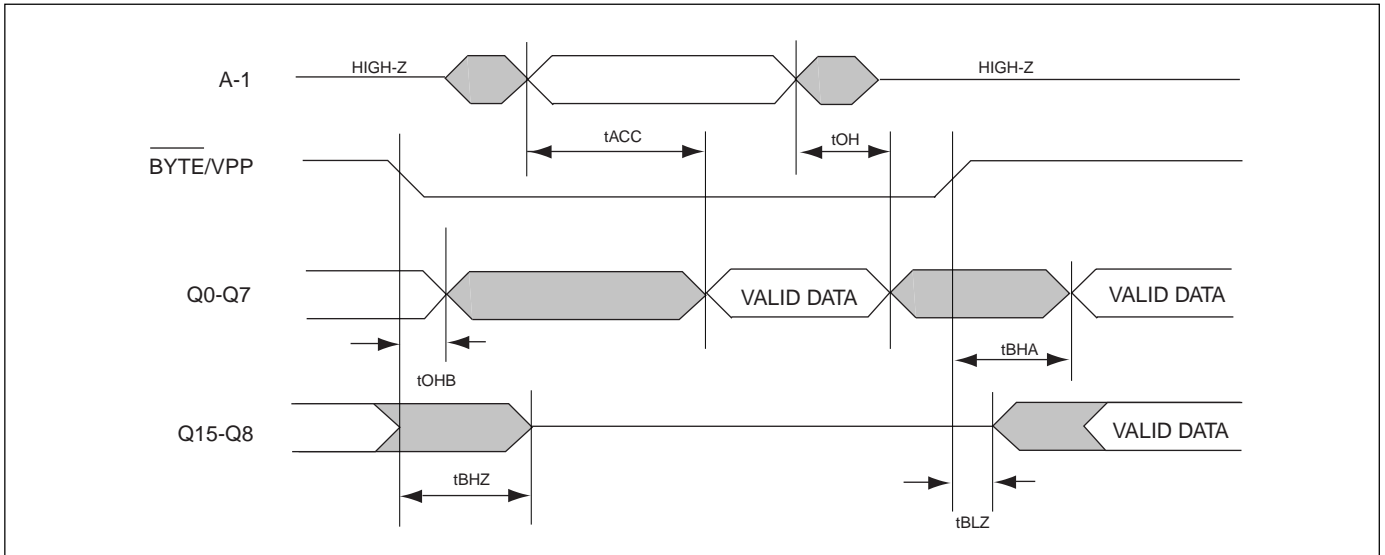 HIGH-Z
HIGH-Z
A-1
tACC
tOH
BYTE/VPP
Q0-Q7
VALID DATA
VALID DATA
tBHA
tOHB
Q15-Q8
VALID DATA
tBHZ
tBLZ